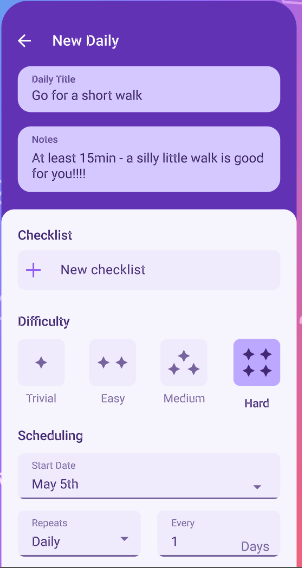 New Daily
Daily Title
Go for a short walk
Notes
At least 15min - a silly little walk is good
for you!!!!
Checklist
New checklist
Difficulty
Trivial
Easy
Medium
Hard
Scheduling
Start Date
May 5th
Repeats
Daily
Every
1
Days